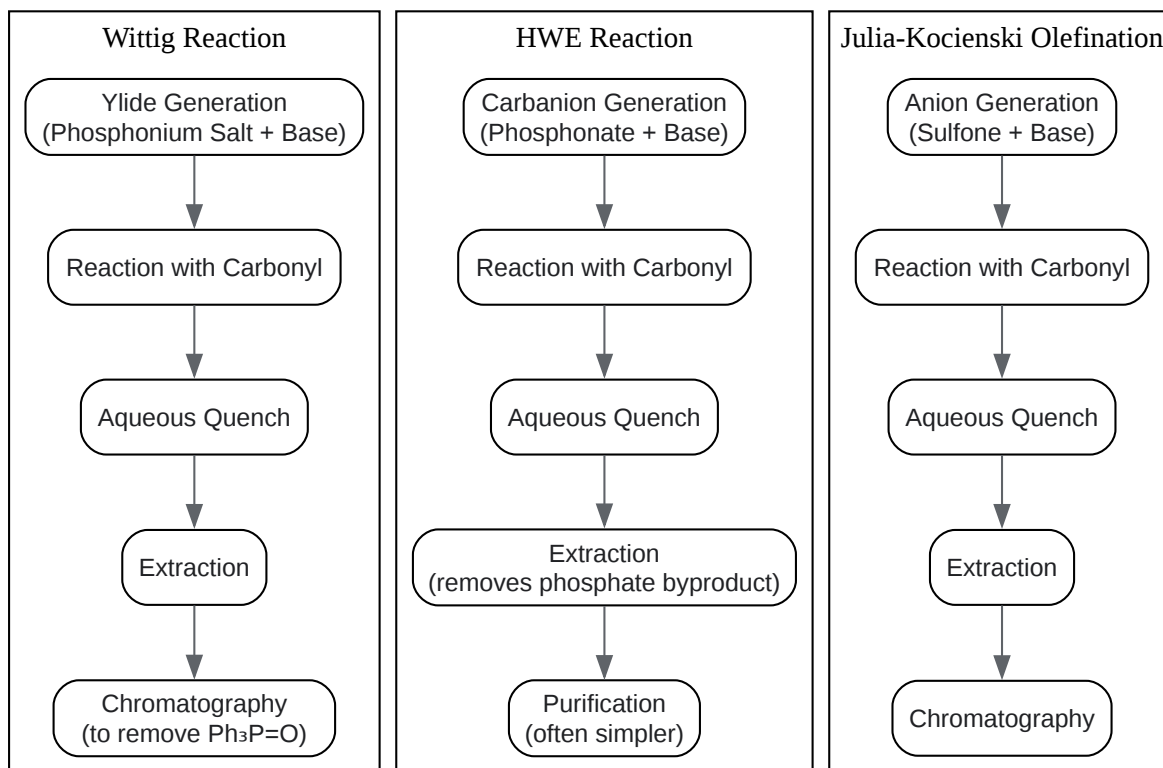 Wittig Reaction
Ylide Generation
(Phosphonium Salt + Base)
Reaction with Carbonyl
Aqueous Quench
Extraction
Chromatography
(to remove Ph₃P=O)
HWE Reaction
Carbanion Generation
(Phosphonate + Base)
Reaction with Carbonyl
Aqueous Quench
Extraction
(removes phosphate byproduct)
Purification
(often simpler)
Julia-Kocienski Olefination
Anion Generation
(Sulfone + Base)
Reaction with Carbonyl
Aqueous Quench
Extraction
Chromatography